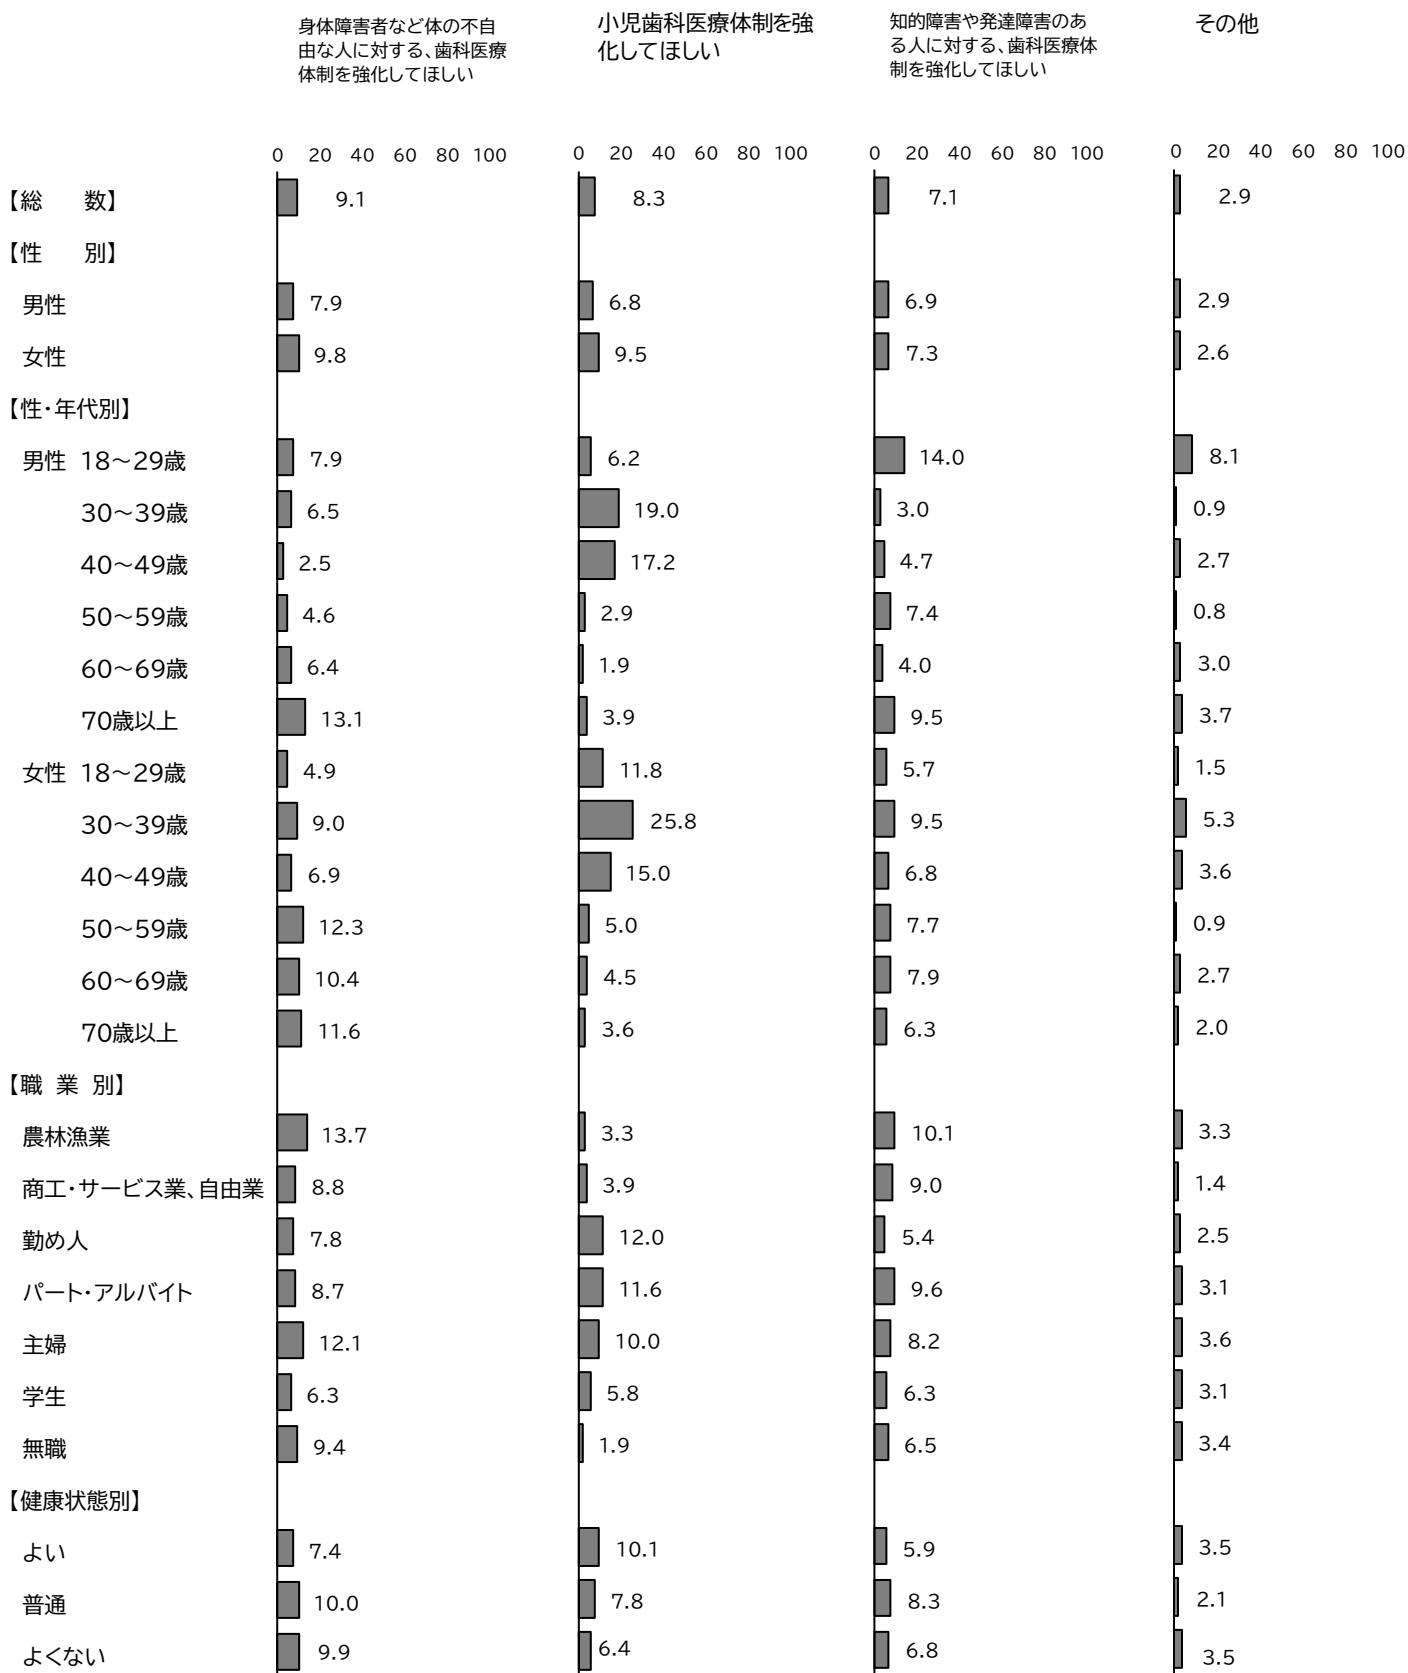 身体障害者など体の不自
由な人に対する、歯科医療
体制を強化してほしい
小児歯科医療体制を強
化してほしい
知的障害や発達障害のあ
る人に対する、歯科医療体
制を強化してほしい
その他
0 20 40 60 80 100 0 20 40 60 80 100 0 20 40 60 80 100 0 20 40 60 80 100
【総　数】 9.1 8.3 7.1 2.9
【性　別】
男性 7.9 6.8 6.9 2.9
女性 9.8 9.5 7.3 2.6
【性・年代別】
男性 18～29歳 7.9 6.2 14.0 8.1
30～39歳 6.5 19.0 3.0 0.9
40～49歳 2.5 17.2 4.7 2.7
50～59歳 4.6 2.9 7.4 0.8
60～69歳 6.4 1.9 4.0 3.0
70歳以上 13.1 3.9 9.5 3.7
女性 18～29歳 4.9 11.8 5.7 1.5
30～39歳 9.0 25.8 9.5 5.3
40～49歳 6.9 15.0 6.8 3.6
50～59歳 12.3 5.0 7.7 0.9
60～69歳 10.4 4.5 7.9 2.7
70歳以上 11.6 3.6 6.3 2.0
【職 業 別】
農林漁業 13.7 3.3 10.1 3.3
商工・サービス業、自由業 8.8 3.9 9.0 1.4
勤め人 7.8 12.0 5.4 2.5
パート・アルバイト 8.7 11.6 9.6 3.1
主婦 12.1 10.0 8.2 3.6
学生 6.3 5.8 6.3 3.1
無職 9.4 1.9 6.5 3.4
【健康状態別】
よい 7.4 10.1 5.9 3.5
普通 10.0 7.8 8.3 2.1
よくない 9.9 6.4 6.8 3.5